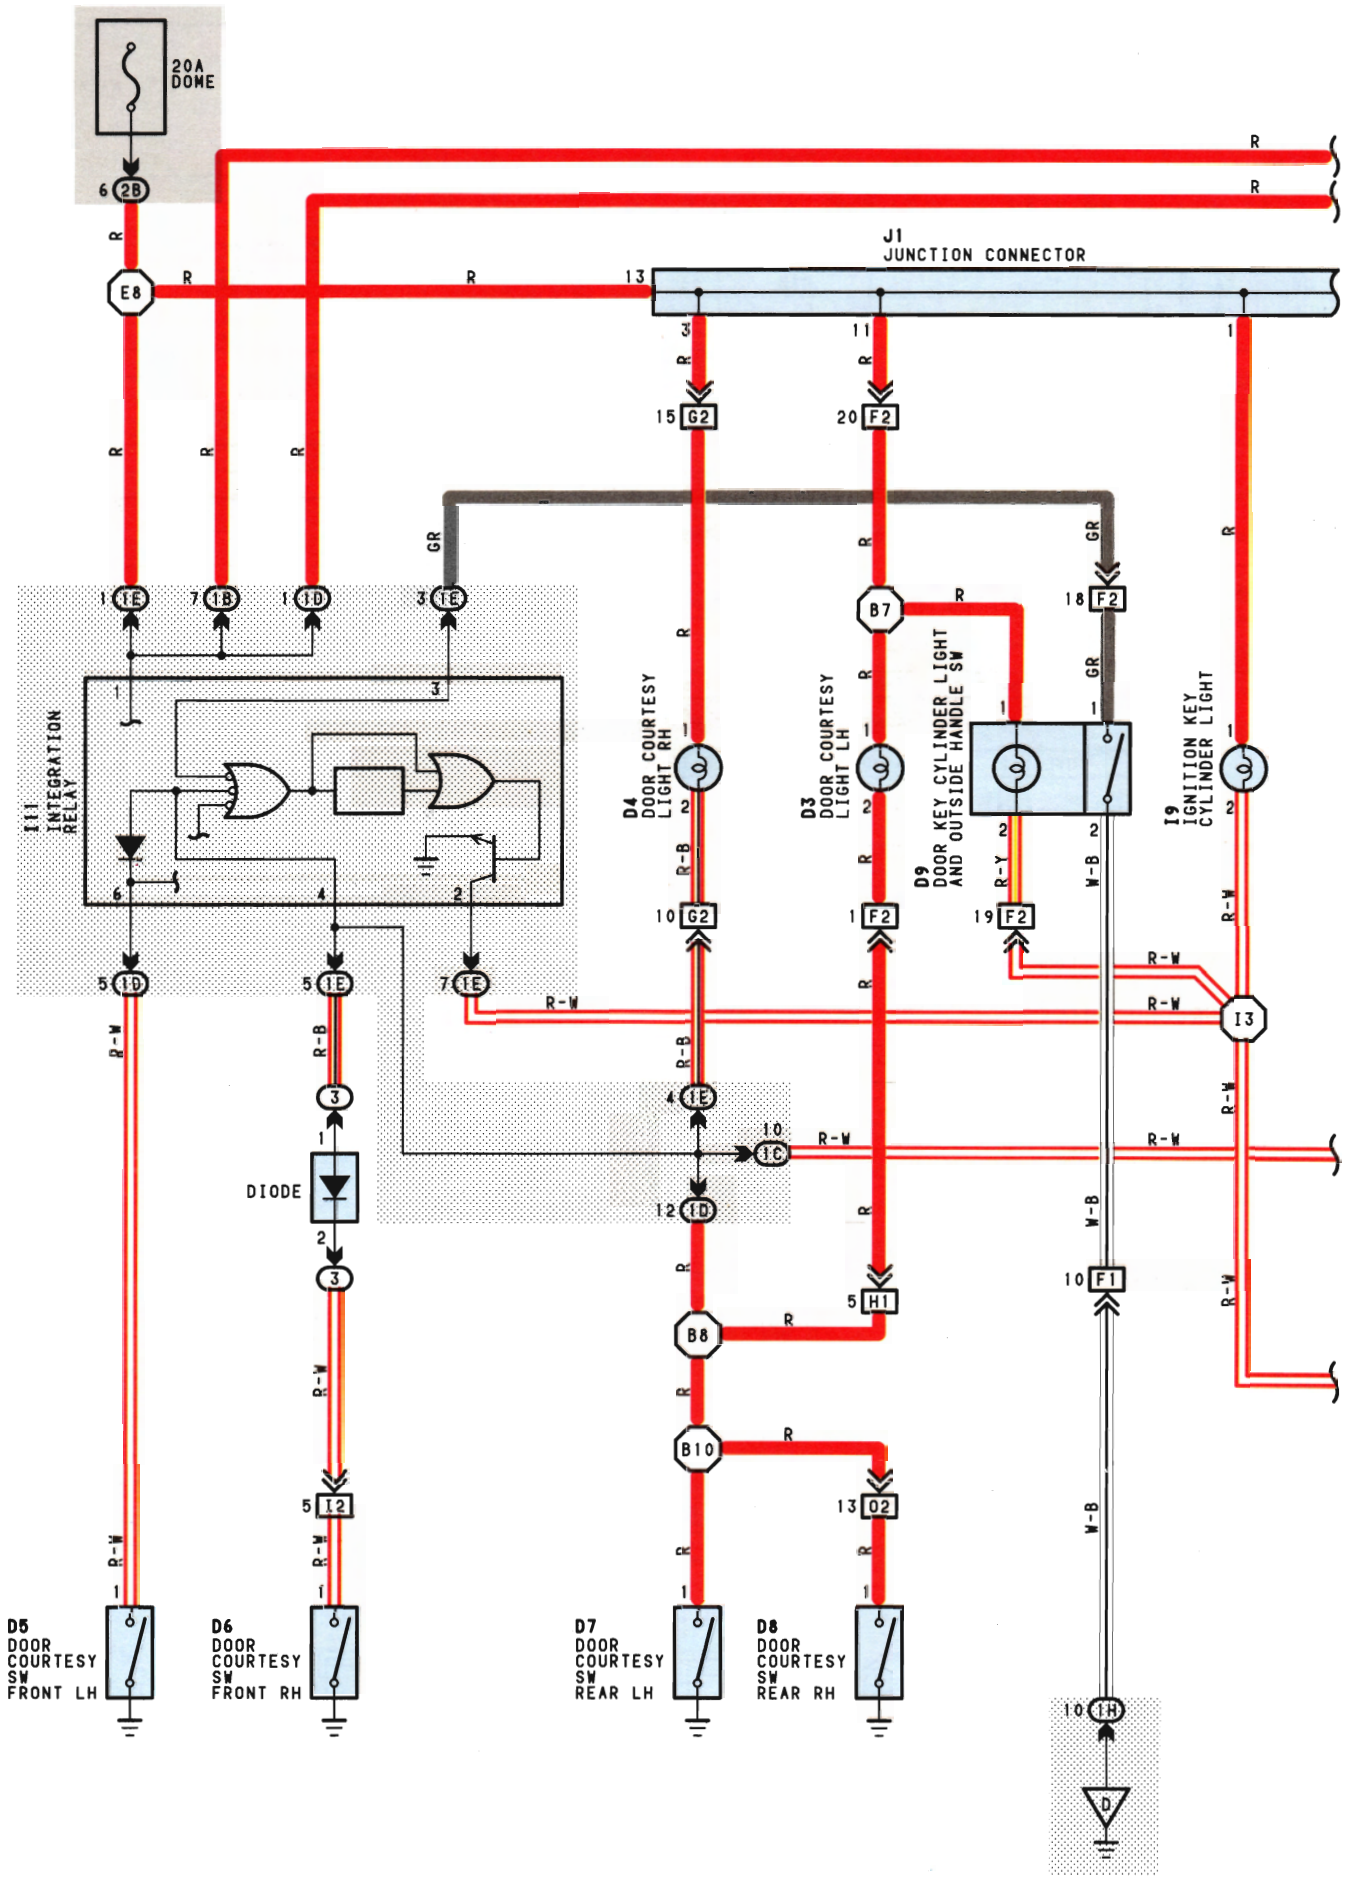 20A
DOME
6 2B
R
R
R
J1
JUNCTION CONNECTOR
E8
R
R
13
3
11
1
R
R
15 G2
20 F2
R
R
R
GR
GR
R
R
1 1E
7 1B
1 1D
3 1E
18 F2
B7
R
R
R
GR
1
3
I11
INTEGRATION
RELAY
6
4
2
D4
DOOR COURTESY
LIGHT RH
1
2
D3
DOOR COURTESY
LIGHT LH
1
2
D9
DOOR KEY CYLINDER LIGHT
AND OUTSIDE HANDLE SW
1
1
2
2
I9
IGNITION KEY
CYLINDER LIGHT
1
2
R-B
R
R-Y
W-B
R-W
10 G2
1 F2
19 F2
5 1D
5 1E
7 1E
R-W
R
R-W
R-W
I3
R-W
R-B
R-B
R-W
3
4 1E
10
1C
R-W
R-W
1
DIODE
2
12 1D
R
W-B
3
R
5 H1
10 F1
R-W
B8
R
R-W
R
B10
R
5 I2
13 O2
W-B
R-W
R-W
R
R
1
1
1
1
D5
DOOR
COURTESY
SW
FRONT LH
D6
DOOR
COURTESY
SW
FRONT RH
D7
DOOR
COURTESY
SW
REAR LH
D8
DOOR
COURTESY
SW
REAR RH
10 1H
D